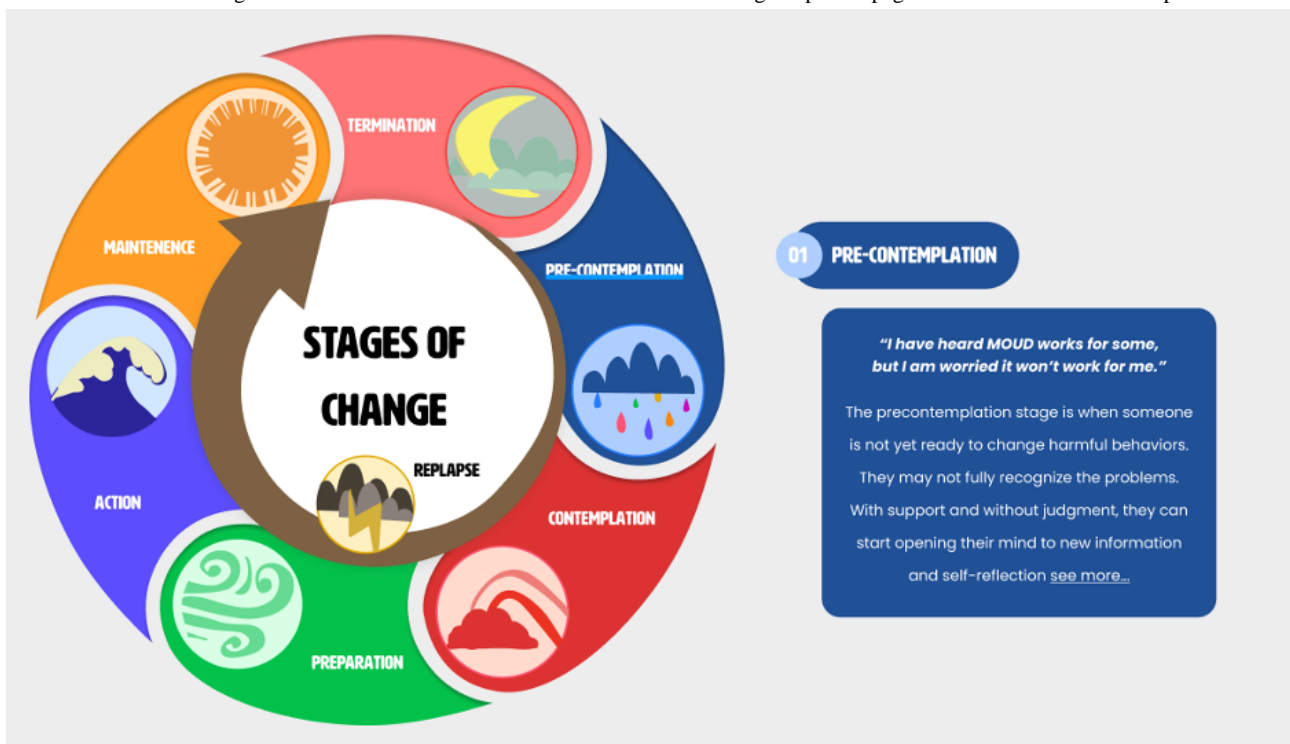 TERMINATION
MAINTENENCE
PRE-CONTEMPLATION
STAGES OF
CHANGE
REPLAPSE
ACTION
CONTEMPLATION
PREPARATION
01 PRE-CONTEMPLATION
“I have heard MOUD works for some,
but I am worried it won’t work for me.”
The precontemplation stage is when someone
is not yet ready to change harmful behaviors.
They may not fully recognize the problems.
With support and without judgment, they can
start opening their mind to new information
and self-reflection see more...